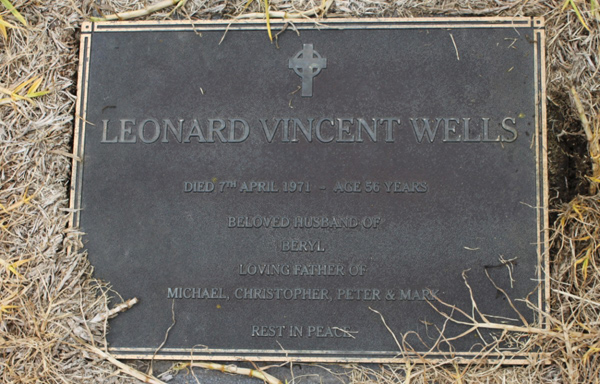 LEONARD VINCENT WELLS
DIED 7TH APRIL 1971 - AGE 56 YEARS
BELOVED HUSBAND OF
BERYL
LOVING FATHER OF
MICHAEL, CHRISTOPHER, PETER & MARK
REST IN PEACE